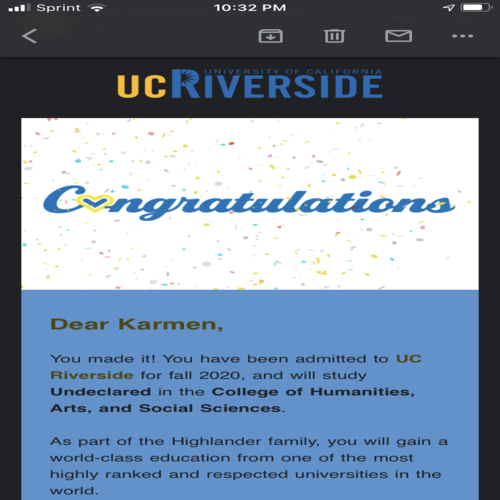 Sprint 10:32 PM
UNIVERSITY OF CALIFORNIA
UCRIVERSIDE
Congratulations
Dear Karmen,
You made it! You have been admitted to UC
Riverside for fall 2020, and will study
Undeclared in the College of Humanities,
Arts, and Social Sciences.
As part of the Highlander family, you will gain a
world-class education from one of the most
highly ranked and respected universities in the
world.